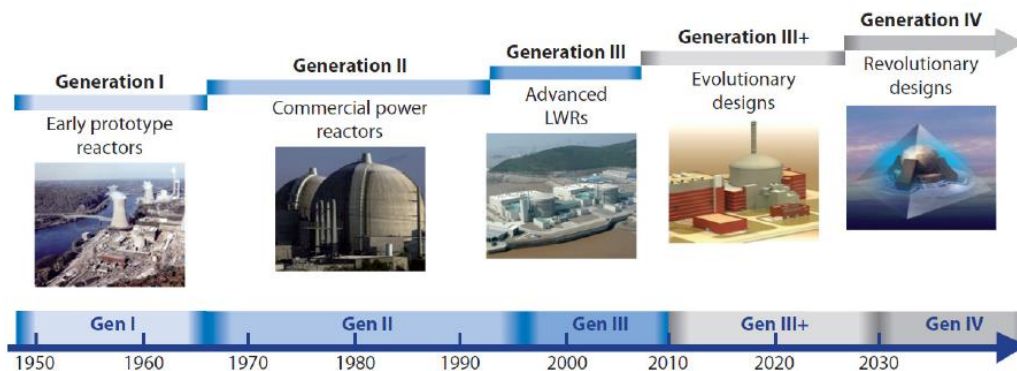 Generation I
Early prototype
reactors
Generation II
Commercial power
reactors
Generation III
Advanced
LWRs
Generation III+
Evolutionary
designs
Generation IV
Revolutionary
designs
Gen I Gen II Gen III Gen III+ Gen IV
1950 1960 1970 1980 1990 2000 2010 2020 2030